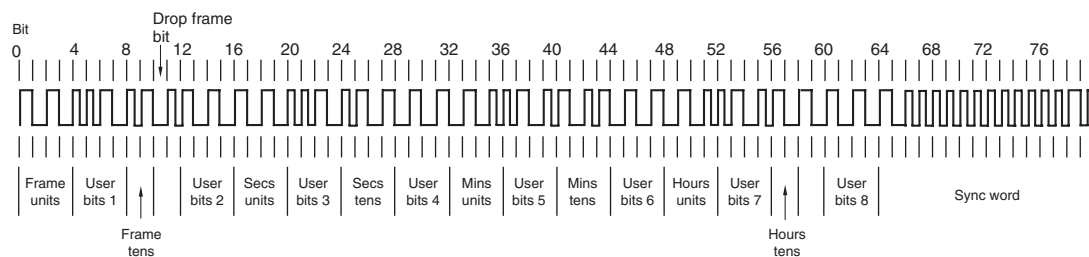 Drop frame
Bit
bit
0 4 8 12 16 20 24 28 32 36 40 44 48 52 56 60 64 68 72 76
Frame units
User bits 1
User bits 2
Secs units
User bits 3
Secs tens
User bits 4
Mins units
User bits 5
Mins tens
User bits 6
Hours units
User bits 7
User bits 8
Sync word
Frame tens
Hours tens